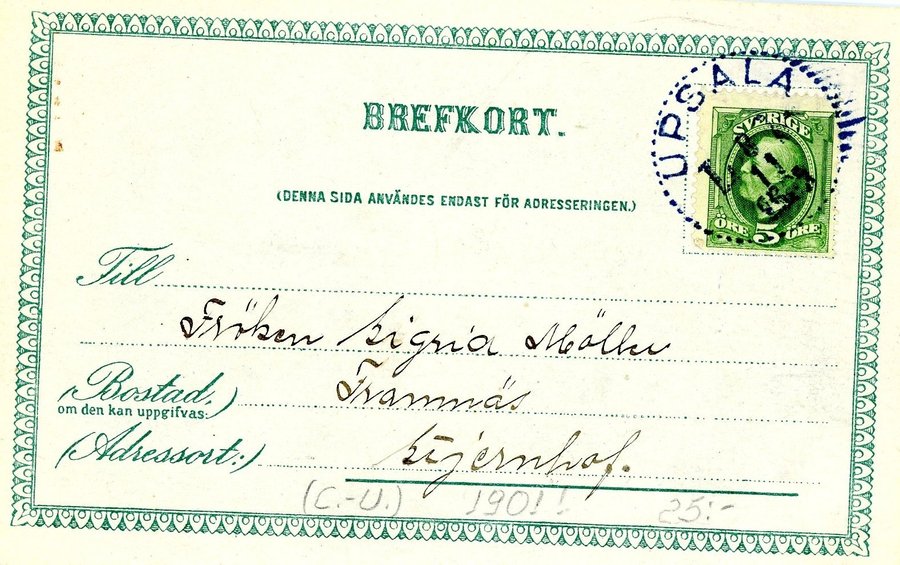 UPSALA
BREFKORT.
SVERIGE
11
(DENNA SIDA ANVÄNDES ENDAST FÖR ADRESSERINGEN.)
ÖRE 5 ÖRE
Till
Fröken Sigrid Möller
(Bostad,)
Framnäs
om den kan uppgifvas:
(Adressort:)
Stjernhof.
(C.-U.) 1901! 25:-